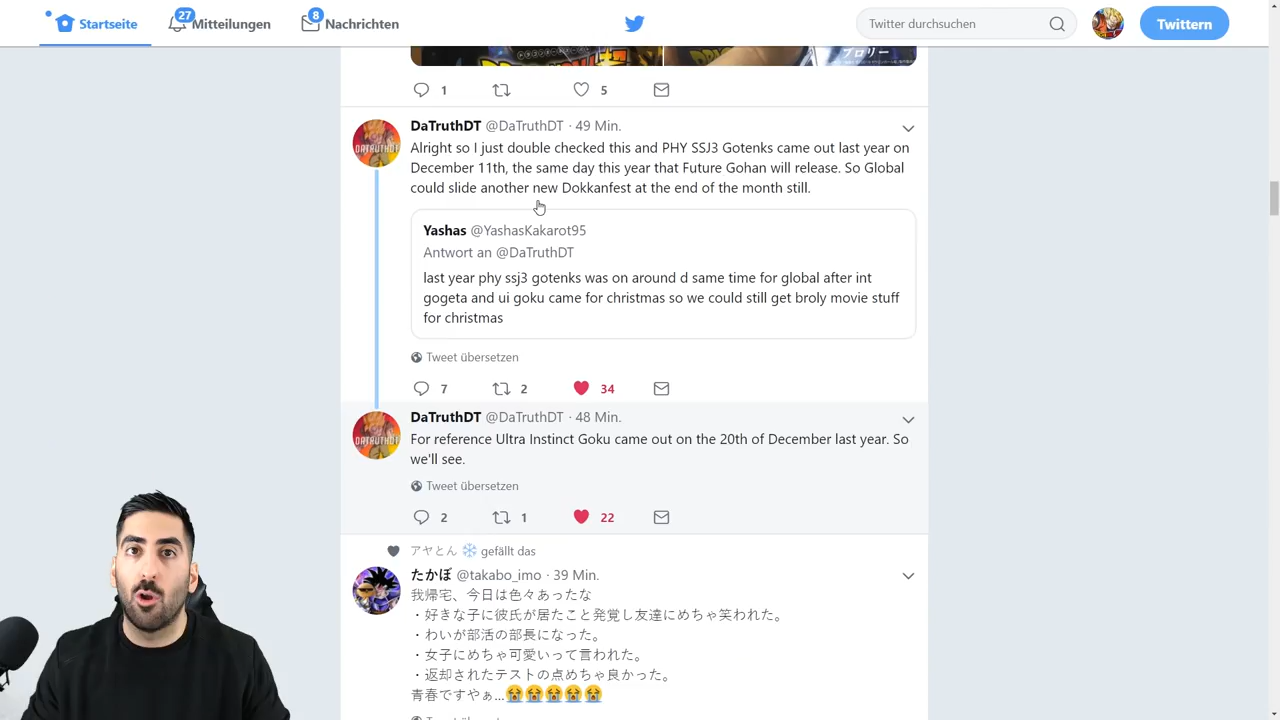 Startseite
27
Mitteilungen
8
Nachrichten
Twitter durchsuchen
Twittern
ブロリー
1
5
DaTruthDT @DaTruthDT · 49 Min.
Alright so I just double checked this and PHY SSJ3 Gotenks came out last year on
December 11th, the same day this year that Future Gohan will release. So Global
could slide another new Dokkanfest at the end of the month still.
Yashas @YashasKakarot95
Antwort an @DaTruthDT
last year phy ssj3 gotenks was on around d same time for global after int
gogeta and ui goku came for christmas so we could still get broly movie stuff
for christmas
Tweet übersetzen
7
2
34
DATRUTHDT
DaTruthDT @DaTruthDT · 48 Min.
For reference Ultra Instinct Goku came out on the 20th of December last year. So
we'll see.
DATRUTHDT
Tweet übersetzen
2
1
22
アヤとん ❄️ gefällt das
たかぼ @takabo_imo · 39 Min.
我帰宅、今日は色々あったな
・好きな子に彼氏が居たこと発覚し友達にめちゃ笑われた。
・わいが部活の部長になった。
・女子にめちゃ可愛いって言われた。
・返却されたテストの点めちゃ良かった。
青春ですやぁ...😭😭😭😭😭